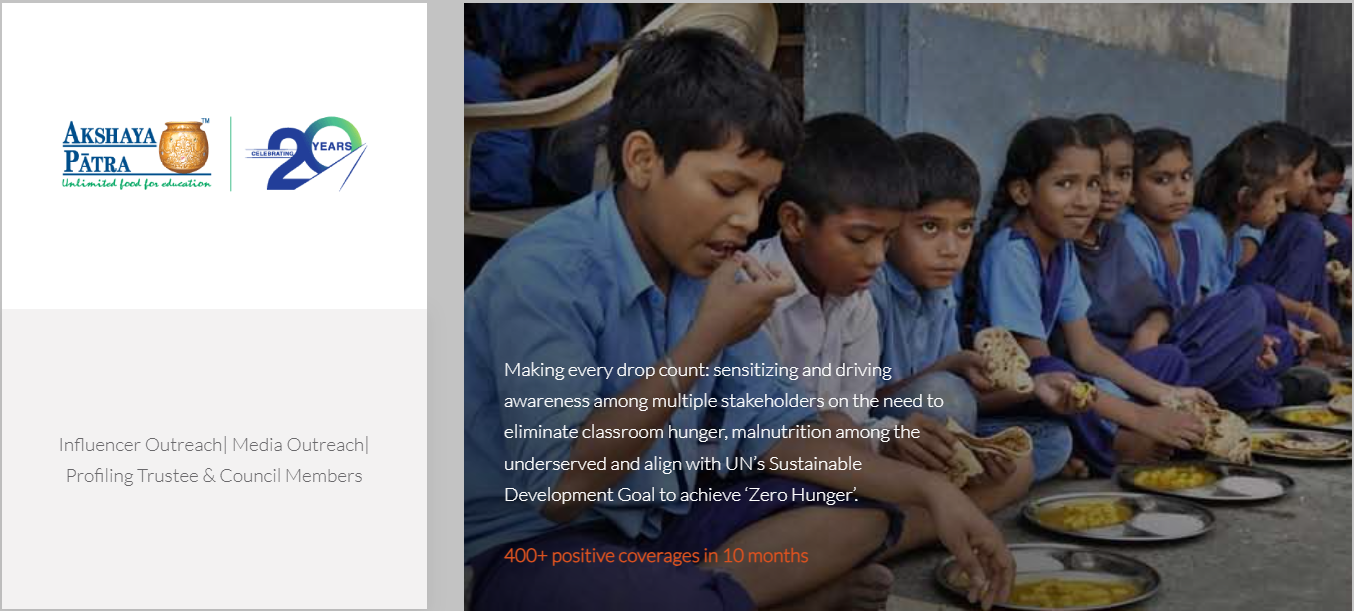 AKSHAYA
PĀTRA
TM
Unlimited food for education
CELEBRATING 20 YEARS
Influencer Outreach| Media Outreach|
Profiling Trustee & Council Members
Making every drop count: sensitizing and driving
awareness among multiple stakeholders on the need to
eliminate classroom hunger, malnutrition among the
underserved and align with UN’s Sustainable
Development Goal to achieve ‘Zero Hunger’.
400+ positive coverages in 10 months